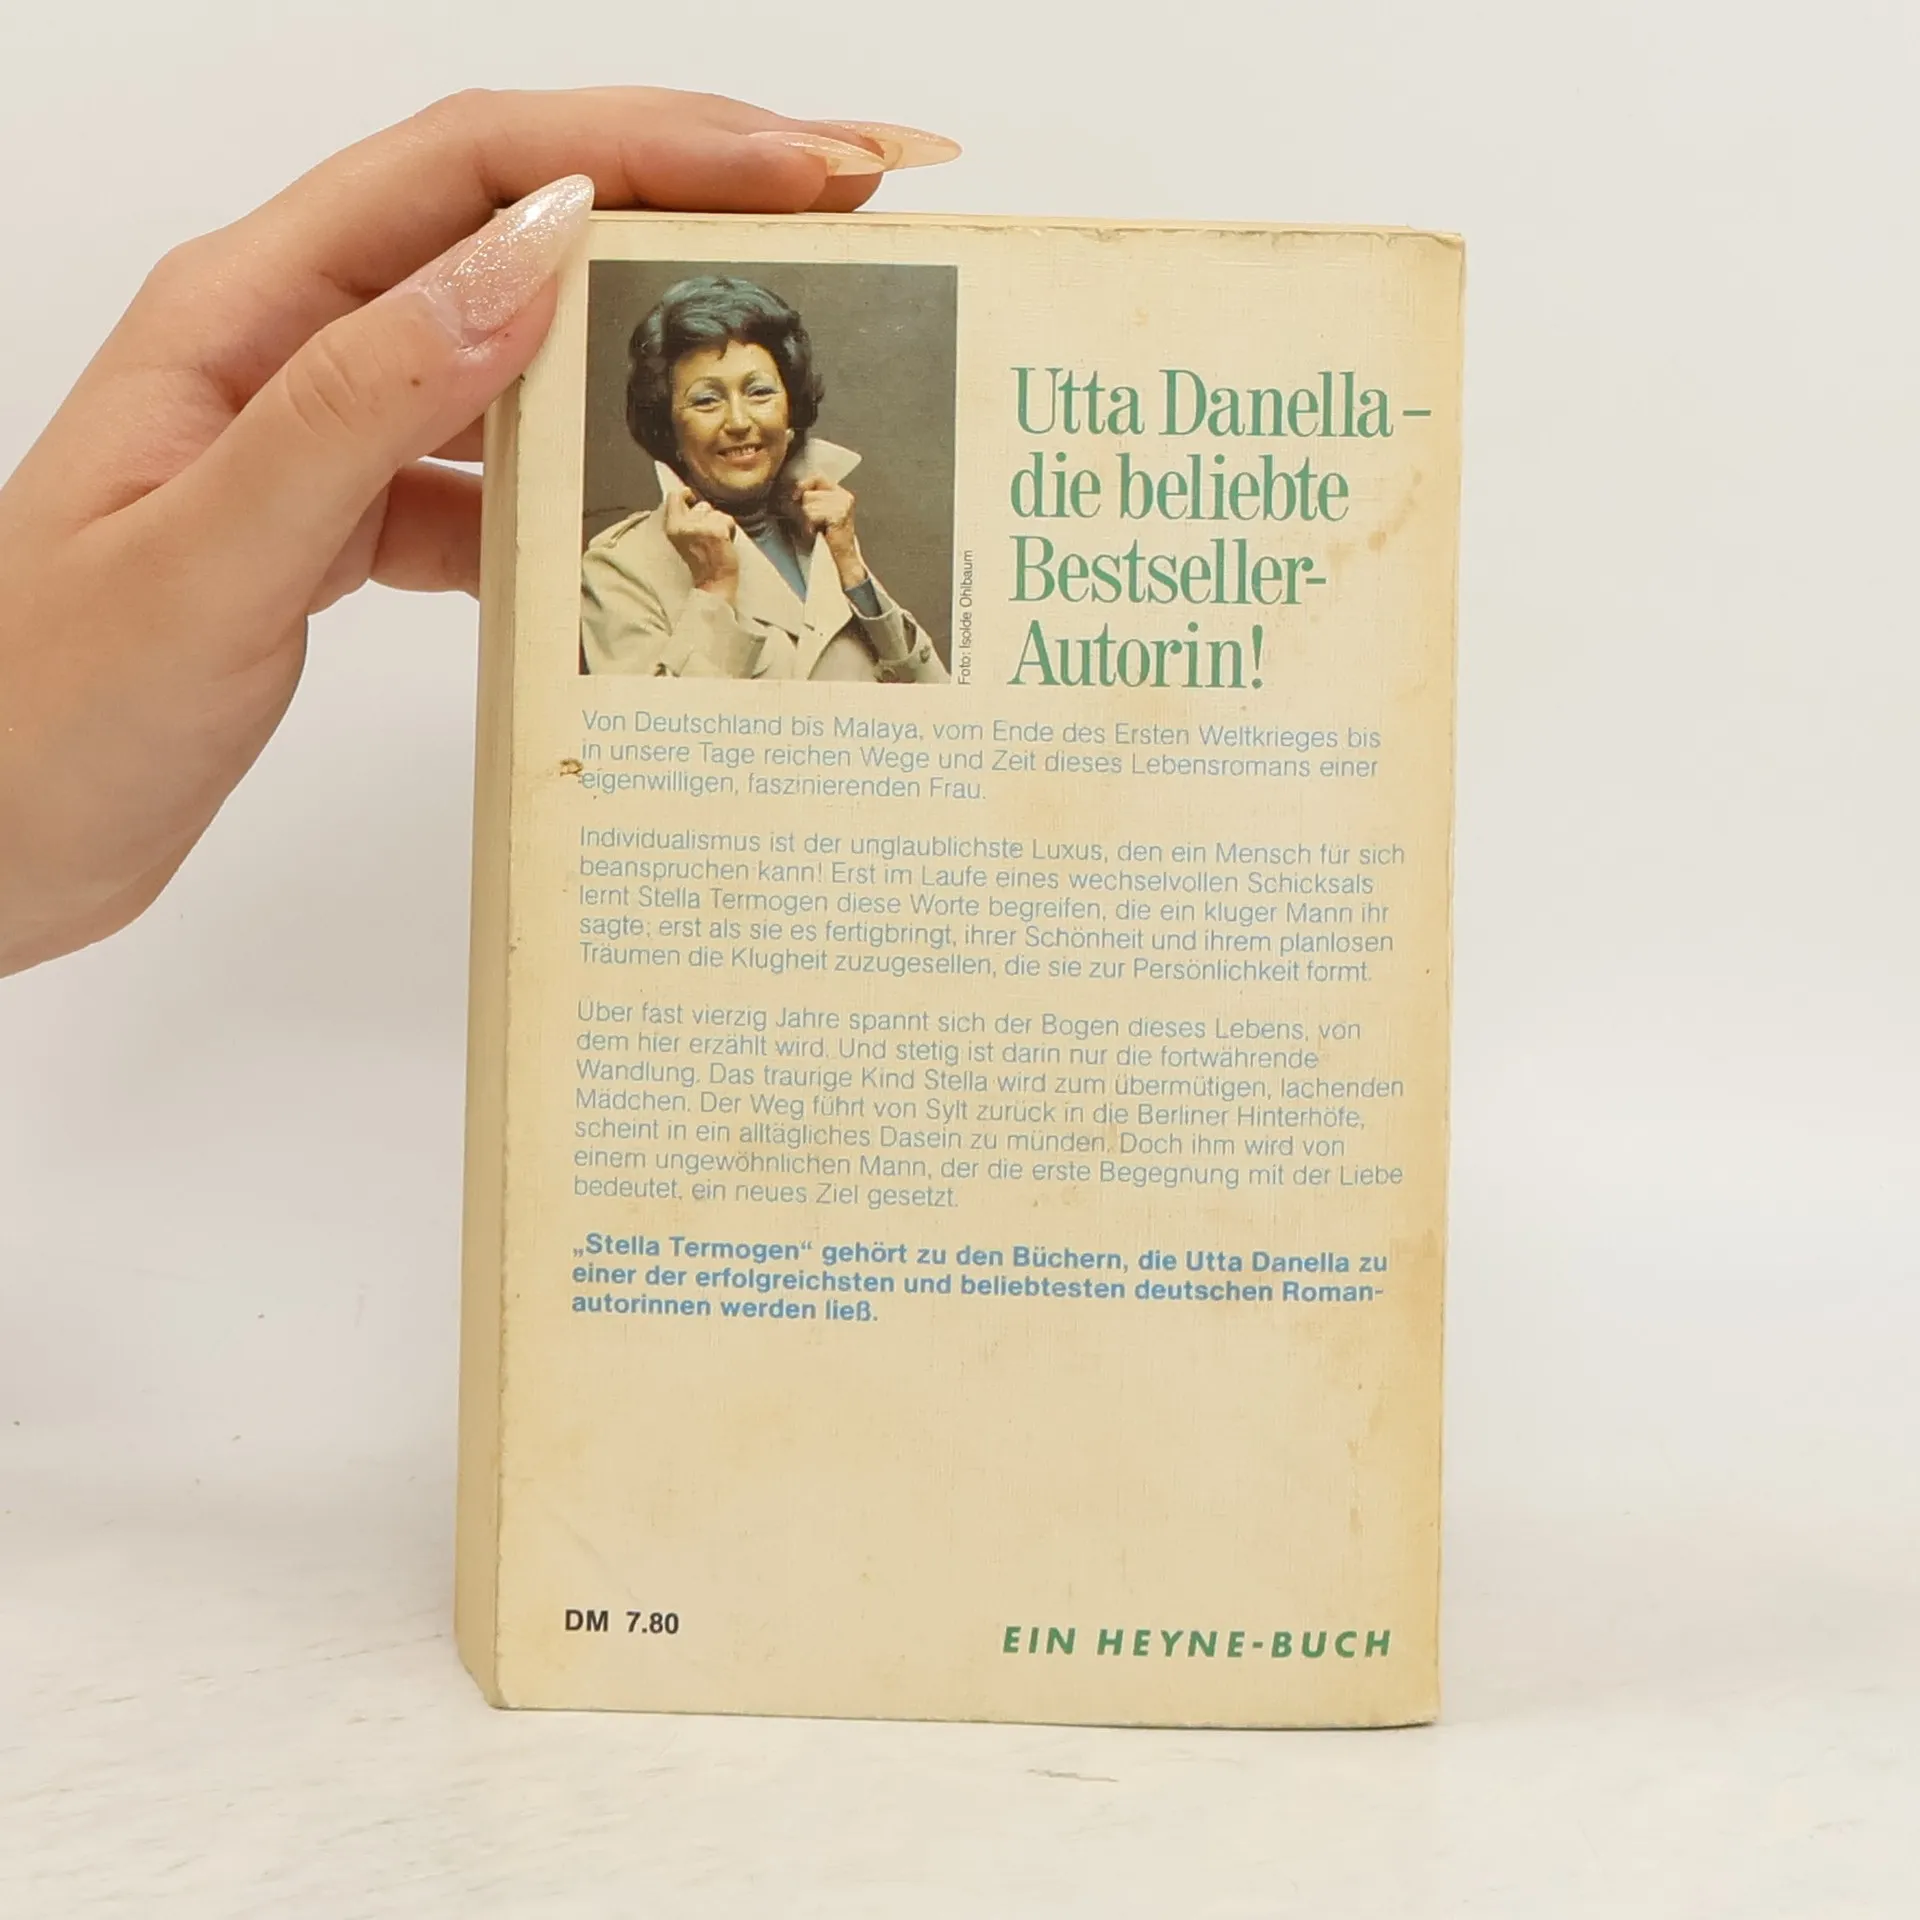 Utta Danella –
die beliebte
Bestseller-
Autorin!
Foto: Isolde Ohlbaum
Von Deutschland bis Malaya, vom Ende des Ersten Weltkrieges bis
in unsere Tage reichen Wege und Zeit dieses Lebensromans einer
eigenwilligen, faszinierenden Frau.
Individualismus ist der unglaublichste Luxus, den ein Mensch für sich
beanspruchen kann! Erst im Laufe eines wechselvollen Schicksals
lernt Stella Termogen diese Worte begreifen, die ein kluger Mann ihr
sagte; erst als sie es fertigbringt, ihrer Schönheit und ihrem planlosen
Träumen die Klugheit zuzugesellen, die sie zur Persönlichkeit formt.
Über fast vierzig Jahre spannt sich der Bogen dieses Lebens, von
dem hier erzählt wird. Und stetig ist darin nur die fortwährende
Wandlung. Das traurige Kind Stella wird zum übermütigen, lachenden
Mädchen. Der Weg führt von Sylt zurück in die Berliner Hinterhöfe,
scheint in ein alltägliches Dasein zu münden. Doch ihm wird von
einem ungewöhnlichen Mann, der die erste Begegnung mit der Liebe
bedeutet, ein neues Ziel gesetzt.
„Stella Termogen“ gehört zu den Büchern, die Utta Danella zu
einer der erfolgreichsten und beliebtesten deutschen Roman-
autorinnen werden ließ.
DM 7.80
EIN HEYNE-BUCH